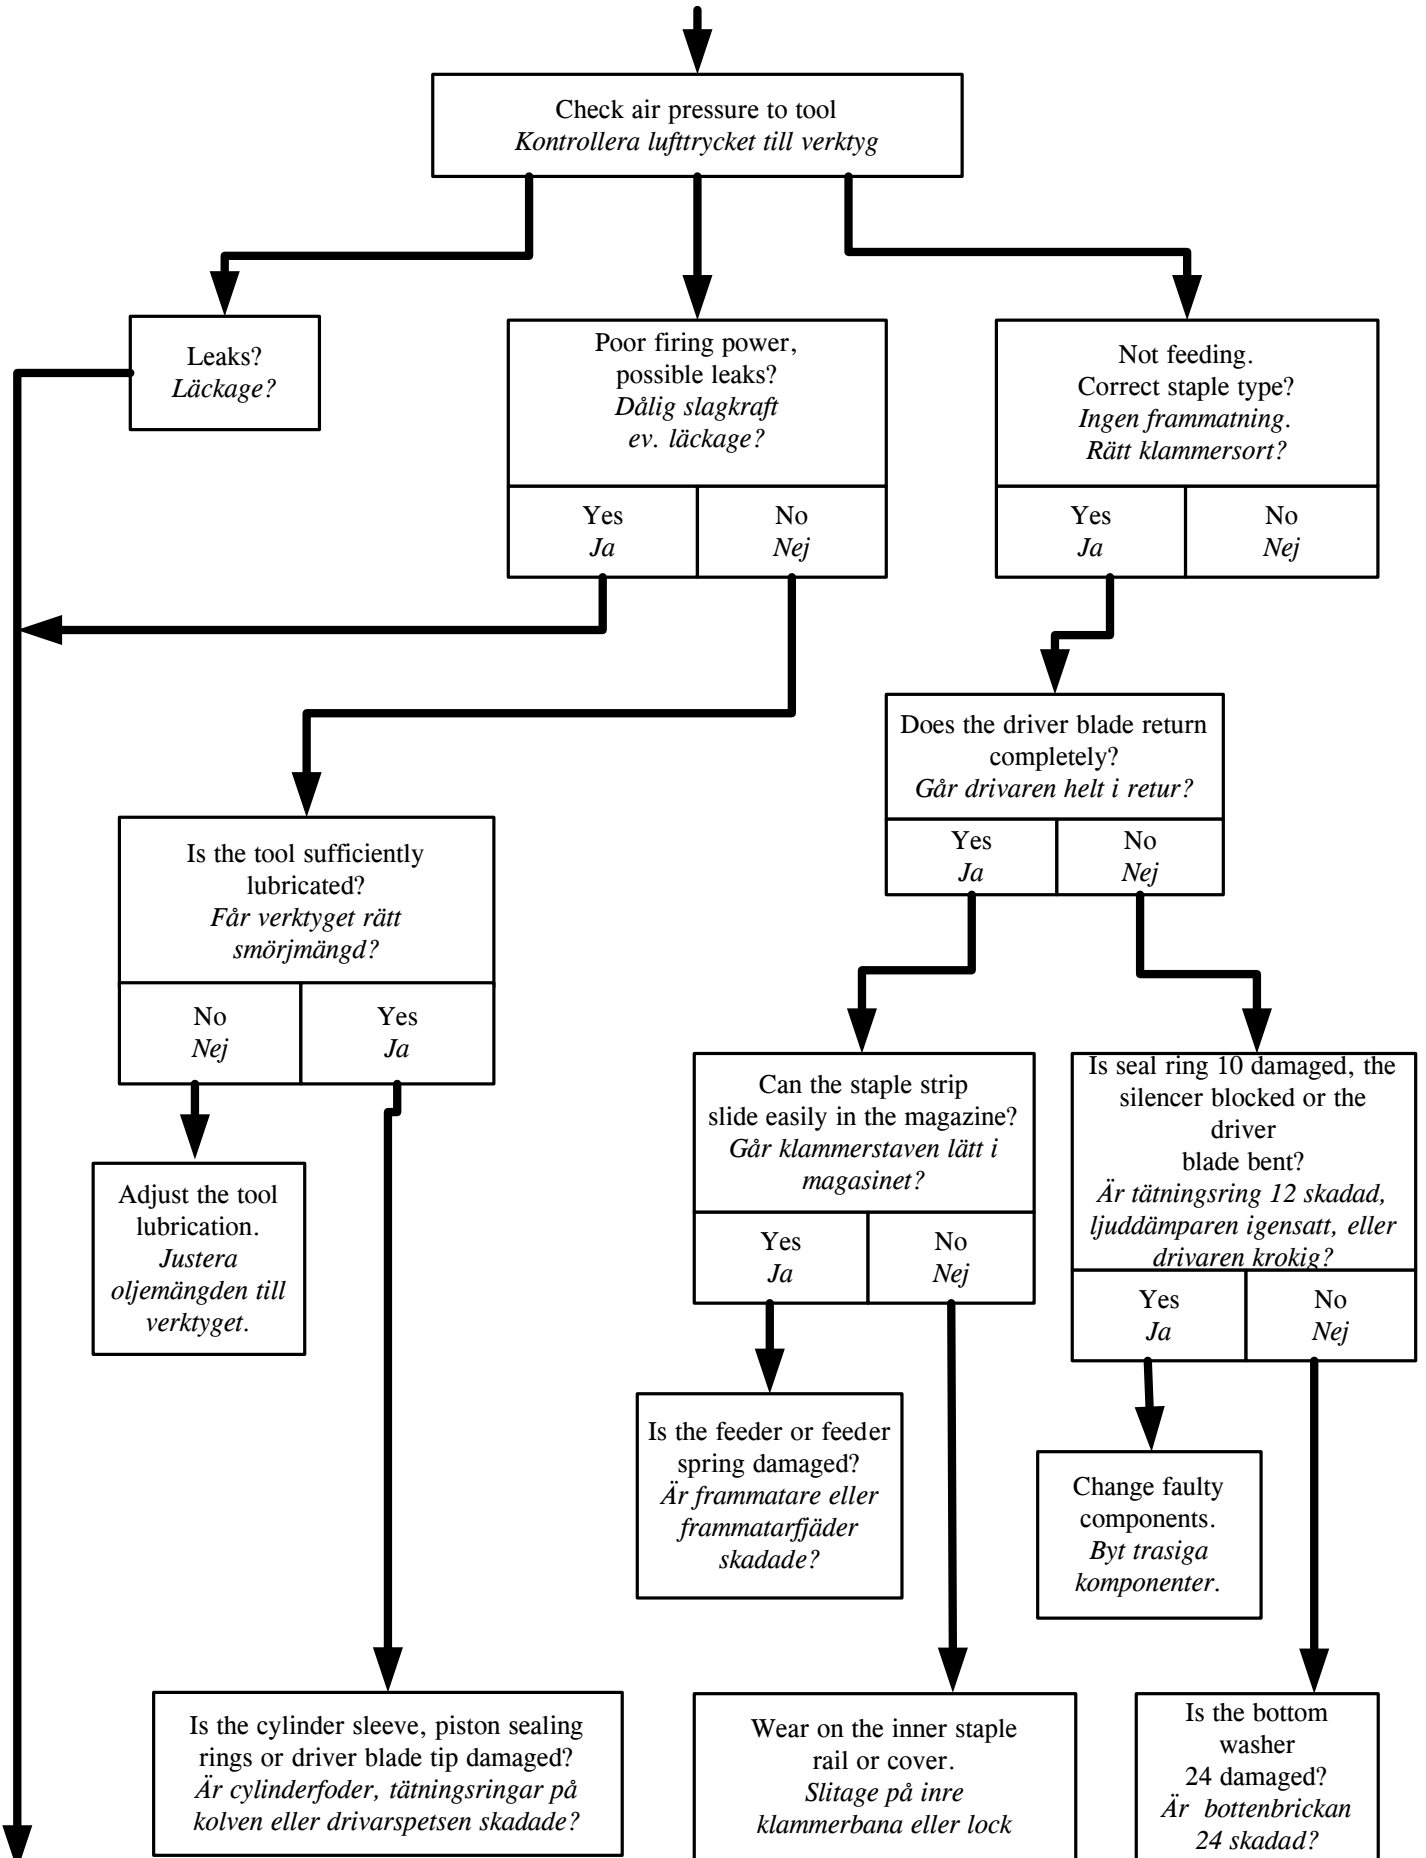 Check air pressure to tool
Kontrollera lufttrycket till verktyg
Leaks?
Läckage?
Poor firing power,
possible leaks?
Dålig slagkraft
ev. läckage?
Yes
Ja
No
Nej
Not feeding.
Correct staple type?
Ingen frammatning.
Rätt klammersort?
Yes
Ja
No
Nej
Does the driver blade return
completely?
Går drivaren helt i retur?
Yes
Ja
No
Nej
Is the tool sufficiently
lubricated?
Får verktyget rätt
smörjmängd?
No
Nej
Yes
Ja
Can the staple strip
slide easily in the magazine?
Går klammerstaven lätt i
magasinet?
Yes
Ja
No
Nej
Is seal ring 10 damaged, the
silencer blocked or the
driver
blade bent?
Är tätningsring 12 skadad,
ljuddämparen igensatt, eller
drivaren krokig?
Yes
Ja
No
Nej
Adjust the tool
lubrication.
Justera
oljemängden till
verktyget.
Is the feeder or feeder
spring damaged?
Är frammatare eller
frammatarfjäder
skadade?
Change faulty
components.
Byt trasiga
komponenter.
Is the cylinder sleeve, piston sealing
rings or driver blade tip damaged?
Är cylinderfoder, tätningsringar på
kolven eller drivarspetsen skadade?
Wear on the inner staple
rail or cover.
Slitage på inre
klammerbana eller lock
Is the bottom
washer
24 damaged?
Är bottenbrickan
24 skadad?